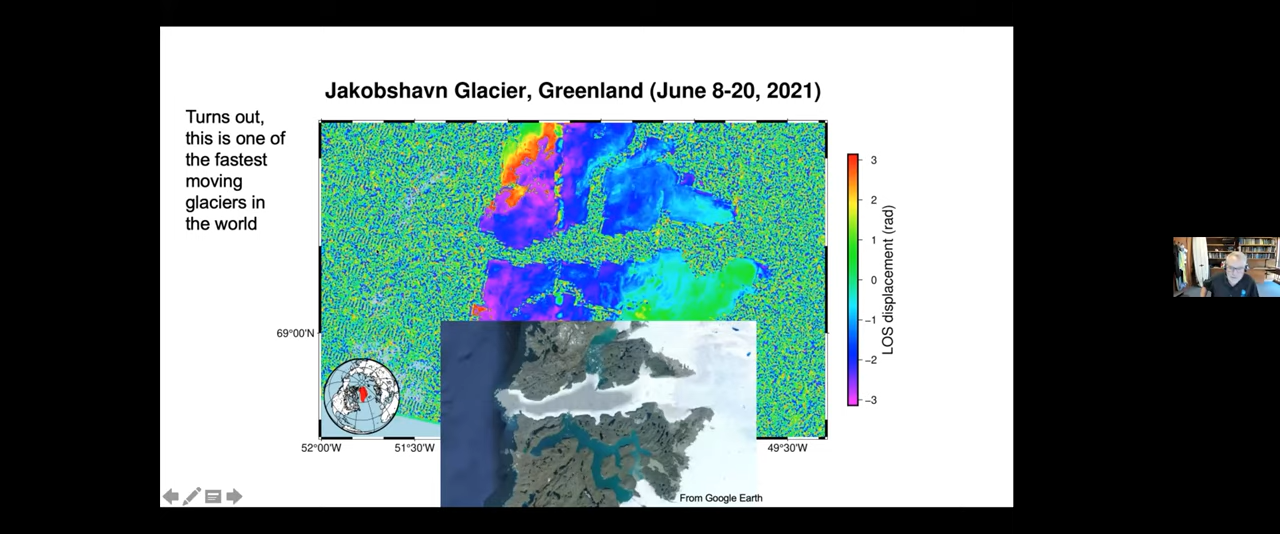 Jakobshavn Glacier, Greenland (June 8-20, 2021)
Turns out,
this is one of
the fastest
moving
glaciers in
the world
3
2
1
0
−1
−2
−3
LOS displacement (rad)
69°00'N
52°00'W
51°30'W
49°30'W
From Google Earth